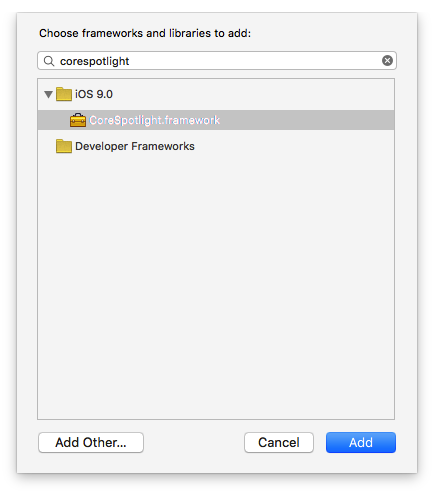 Choose frameworks and libraries to add:
corespotlight
iOS 9.0
CoreSpotlight.framework
Developer Frameworks
Add Other...
Cancel
Add